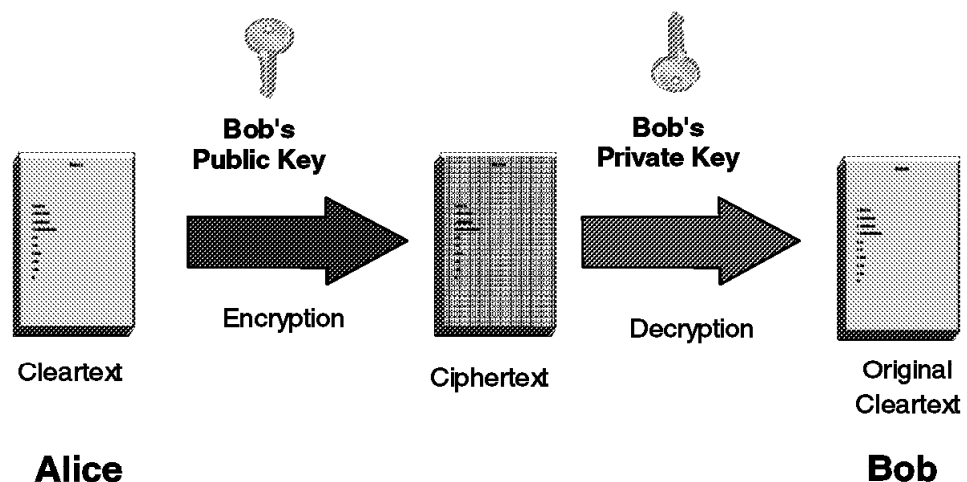 Bob's
Public Key
Bob's
Private Key
Encryption
Decryption
Cleartext
Ciphertext
Original
Cleartext
Alice
Bob